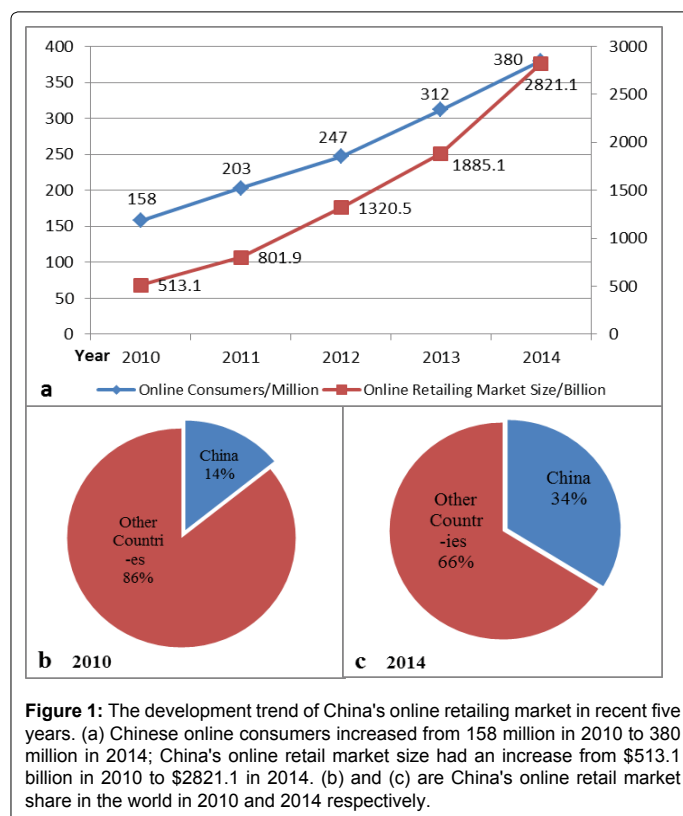 400
350
300
250
200
150
100
50
0
3000
2500
2000
1500
1000
500
0
158
203
247
312
380
513.1
801.9
1320.5
1885.1
2821.1
Year 2010 2011 2012 2013 2014
a
Online Consumers/Million Online Retailing Market Size/Billion
China
14%
Other
Countri
-es
86%
b 2010
China
34%
Other
Countr
-ies
66%
c 2014
Figure 1: The development trend of China's online retailing market in recent five
years. (a) Chinese online consumers increased from 158 million in 2010 to 380
million in 2014; China's online retail market size had an increase from $513.1
billion in 2010 to $2821.1 in 2014. (b) and (c) are China's online retail market
share in the world in 2010 and 2014 respectively.